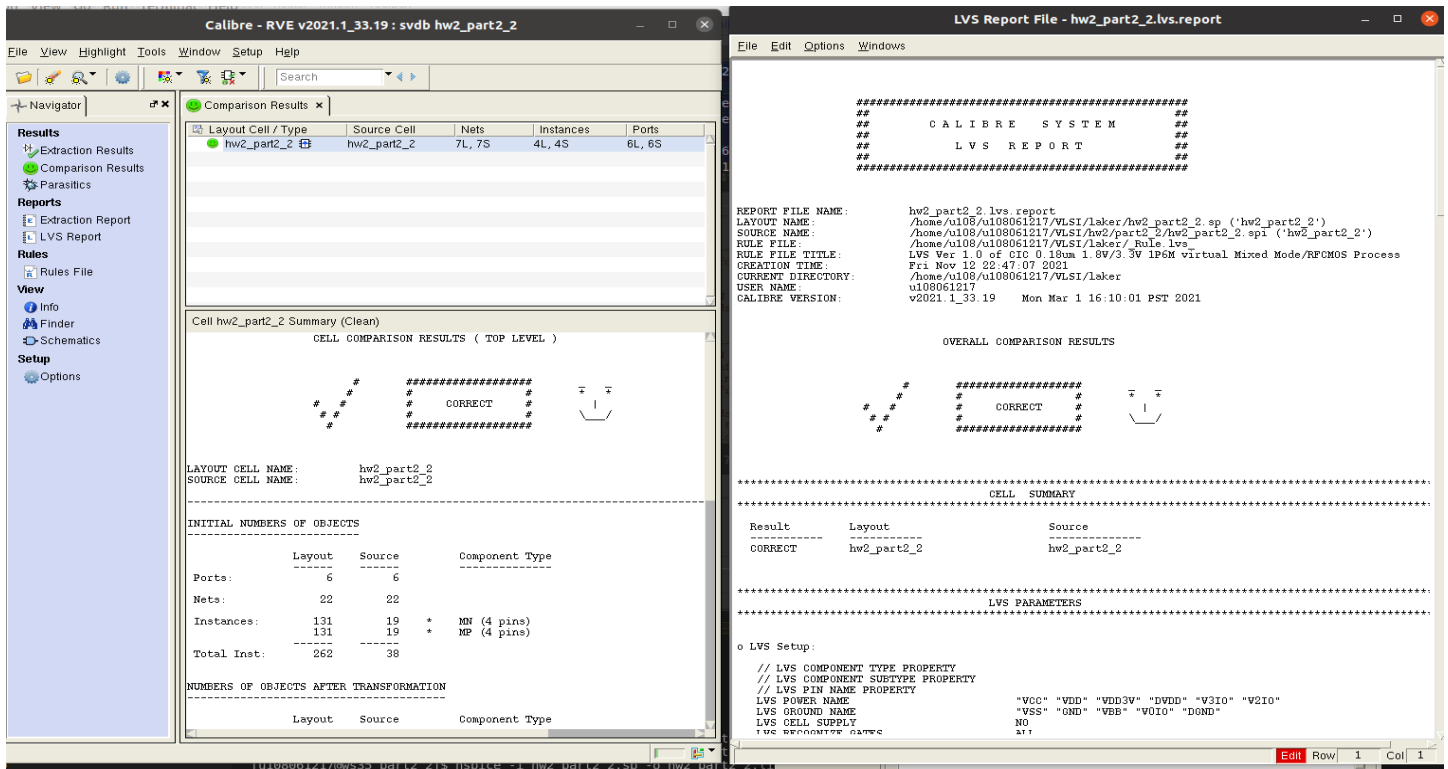 Calibre - RVE v2021.1_33.19 : svdb hw2_part2_2
File View Highlight Tools Window Setup Help
Search
Navigator
Results
Extraction Results
Comparison Results
Parasitics
Reports
Extraction Report
LVS Report
Rules
Rules File
View
Info
Finder
Schematics
Setup
Options
Comparison Results
Layout Cell / Type Source Cell Nets Instances Ports
hw2_part2_2 hw2_part2_2 7L, 7S 4L, 4S 6L, 6S
Cell hw2_part2_2 Summary (Clean)
CELL COMPARISON RESULTS ( TOP LEVEL )
CORRECT
LAYOUT CELL NAME: hw2_part2_2
SOURCE CELL NAME: hw2_part2_2
INITIAL NUMBERS OF OBJECTS
Layout Source Component Type
Ports: 6 6
Nets: 22 22
Instances: 131 19 * MN (4 pins)
131 19 * MP (4 pins)
Total Inst: 262 38
NUMBERS OF OBJECTS AFTER TRANSFORMATION
Layout Source Component Type
LVS Report File - hw2_part2_2.lvs.report
File Edit Options Windows
##################################################
## ##
## C A L I B R E S Y S T E M ##
## ##
## L V S R E P O R T ##
## ##
##################################################
REPORT FILE NAME: hw2_part2_2.lvs.report
LAYOUT NAME: /home/u108/u108061217/VLSI/laker/hw2_part2_2.sp ('hw2_part2_2')
SOURCE NAME: /home/u108/u108061217/VLSI/hw2/part_2/hw2_part2_2.spi ('hw2_part2_2')
RULE FILE: /home/u108/u108061217/VLSI/laker/_Rule.lvs_
RULE FILE TITLE: LVS Ver 1.0 of CIC 0.18um 1.8V/3.3V 1P6M virtual Mixed Mode/RFCMOS Process
CREATION TIME: Fri Nov 12 22:47:07 2021
CURRENT DIRECTORY: /home/u108/u108061217/VLSI/laker
USER NAME: u108061217
CALIBRE VERSION: v2021.1_33.19 Mon Mar 1 16:10:01 PST 2021
OVERALL COMPARISON RESULTS
CORRECT
CELL SUMMARY
Result Layout Source
CORRECT hw2_part2_2 hw2_part2_2
LVS PARAMETERS
o LVS Setup:
// LVS COMPONENT TYPE PROPERTY
// LVS COMPONENT SUBTYPE PROPERTY
// LVS PIN NAME PROPERTY
LVS POWER NAME "VCC" "VDD" "VDD3V" "DVDD" "V3IO" "V2IO"
LVS GROUND NAME "VSS" "GND" "VBB" "V0IO" "DGND"
LVS CELL SUPPLY NO
LVS RECOGNIZE GATES ALL
Edit Row 1 Col 1